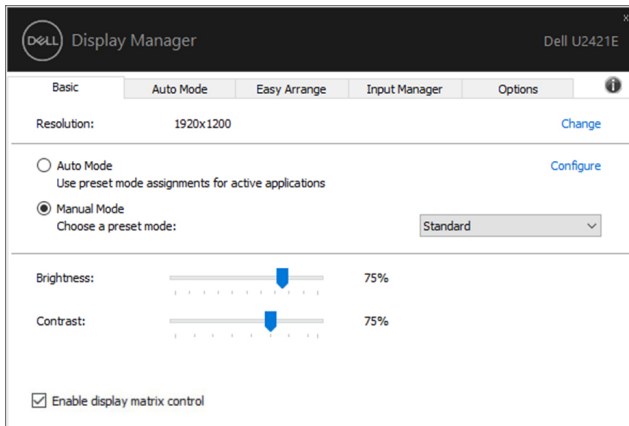 DELL Display Manager
Dell U2421E
Basic Auto Mode Easy Arrange Input Manager Options
Resolution: 1920x1200 Change
Auto Mode Configure
Use preset mode assignments for active applications
Manual Mode
Choose a preset mode: Standard
Brightness: 75%
Contrast: 75%
Enable display matrix control